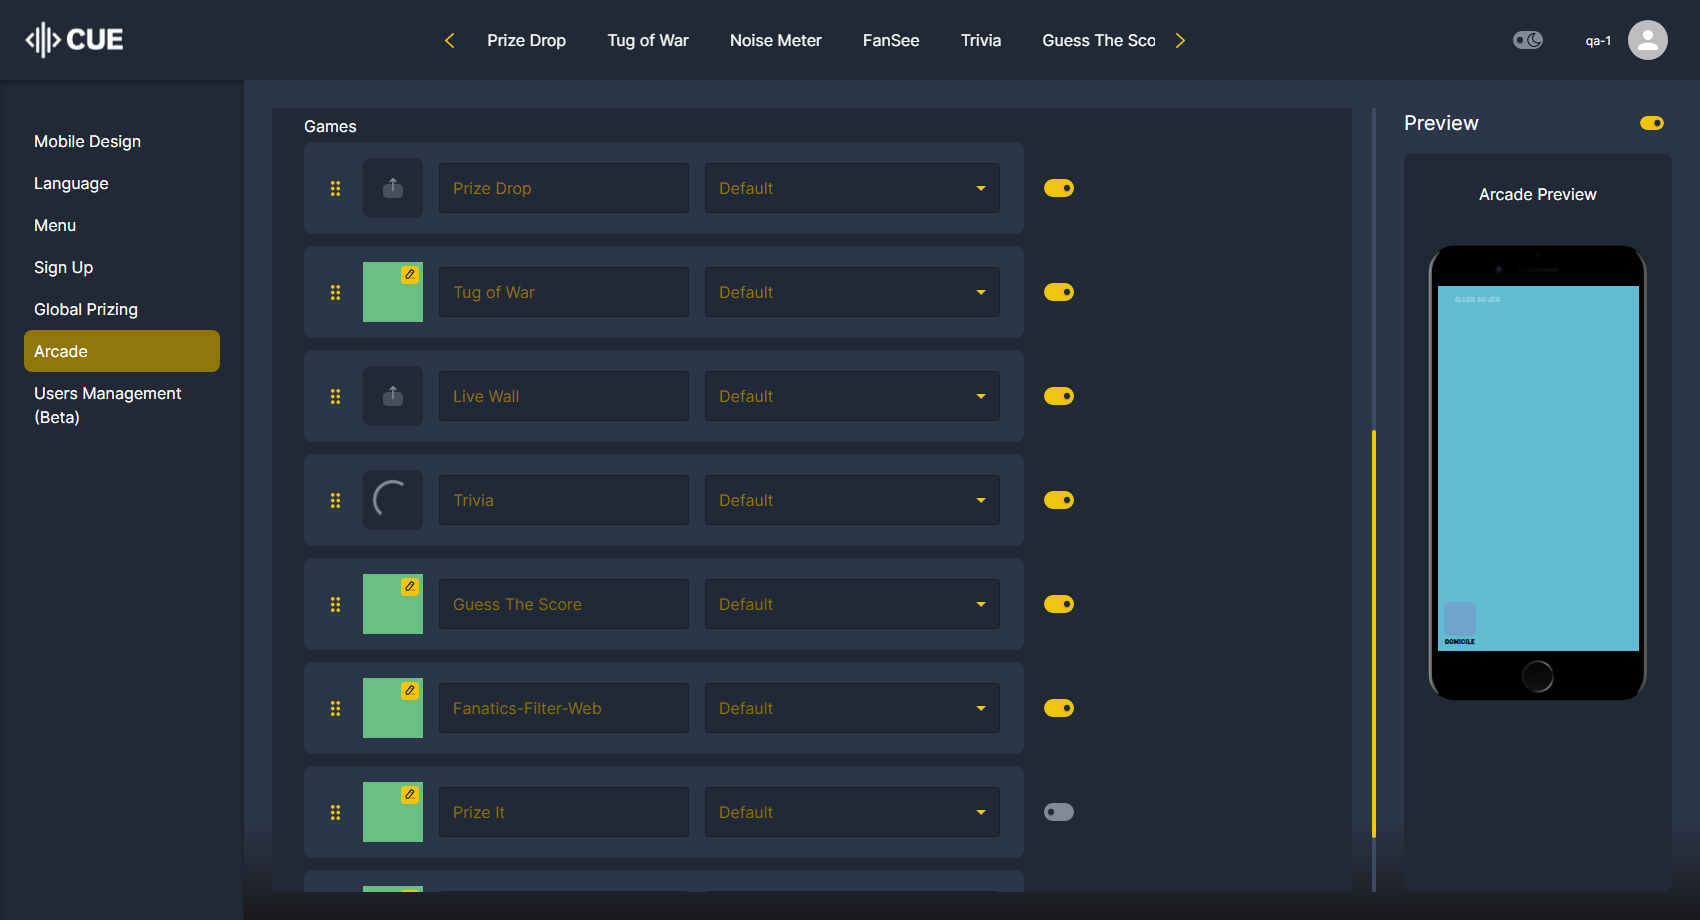 CUE
Prize Drop
Tug of War
Noise Meter
FanSee
Trivia
Guess The Sco
qa-1
Mobile Design
Language
Menu
Sign Up
Global Prizing
Arcade
Users Management
(Beta)
Games
Prize Drop
Default
Tug of War
Default
Live Wall
Default
Trivia
Default
Guess The Score
Default
Fanatics-Filter-Web
Default
Prize It
Default
Preview
Arcade Preview
DOMICILE